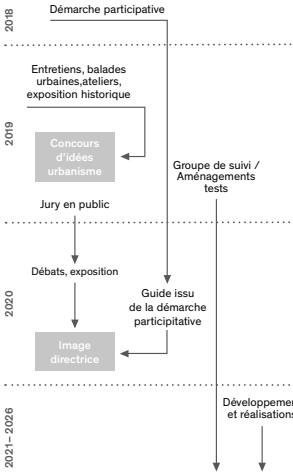 2018
Démarche participative
2019
Entretiens, balades
urbaines,ateliers,
exposition historique
Concours
d'idées
urbanisme
Groupe de suivi /
Aménagements
tests
Jury en public
2020
Débats, exposition
Guide issu
de la démarche
participitative
Image
directrice
2021–2026
Développemen
et réalisations